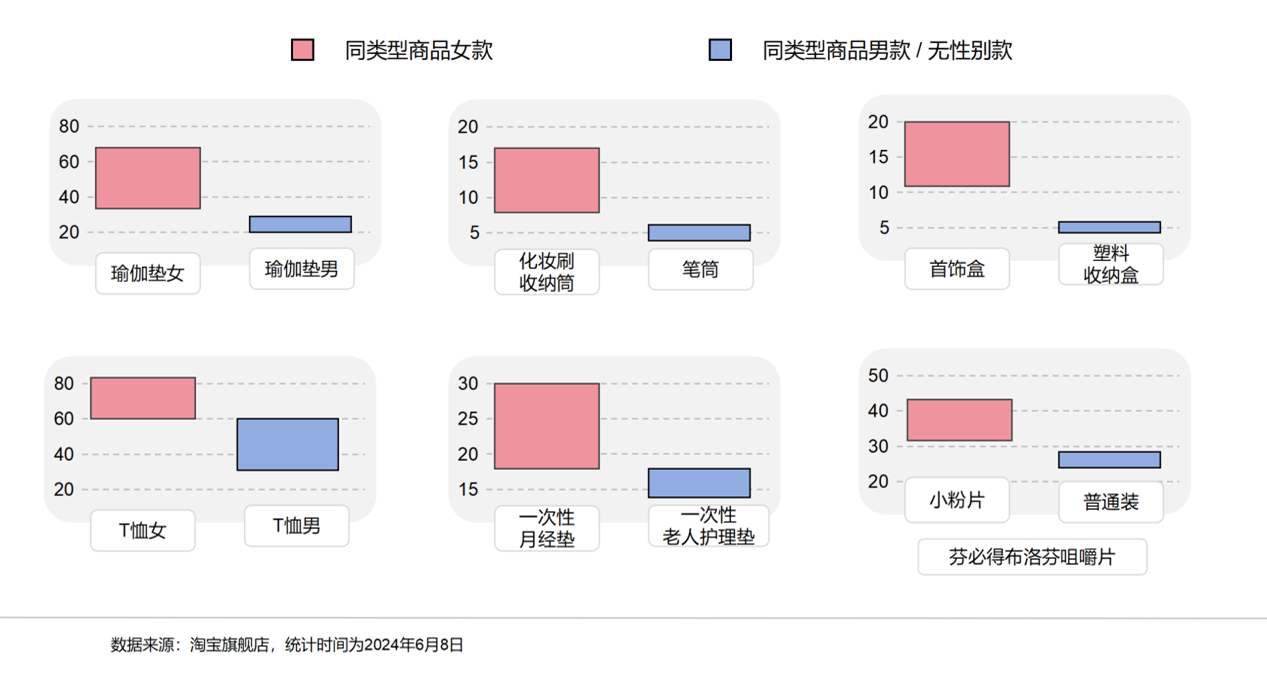 同类型商品女款
同类型商品男款 / 无性别款
80
60
40
20
瑜伽垫女
瑜伽垫男
20
15
10
5
化妆刷
收纳筒
笔筒
20
15
10
5
首饰盒
塑料
收纳盒
80
60
40
20
T恤女
T恤男
30
25
20
15
一次性
月经垫
一次性
老人护理垫
50
40
30
20
小粉片
普通装
芬必得布洛芬咀嚼片
数据来源：淘宝旗舰店，统计时间为2024年6月8日